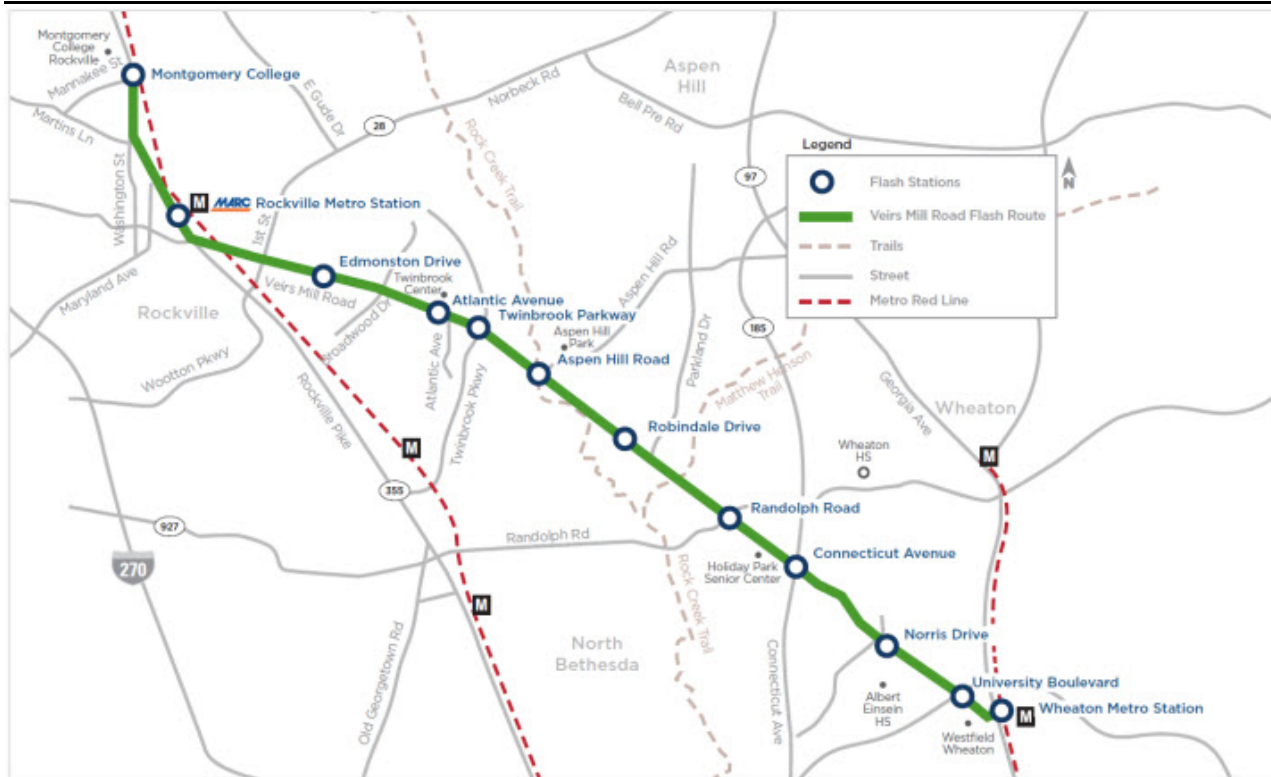 Montgomery
College
Rockville
Mannakee St
Montgomery College
Martins Ln
Washington St
E Gude Dr
28
Norbeck Rd
Aspen
Hill
Bell Pre Rd
Rock Creek Trail
97
Legend
Flash Stations
Veirs Mill Road Flash Route
Trails
Street
Metro Red Line
N
M
MARC
Rockville Metro Station
1st St
Maryland Ave
Rockville
Edmonston Drive
Veirs Mill Road
Twinbrook
Center
Broadwood Dr
Atlantic Avenue
Twinbrook Parkway
Atlantic Ave
Twinbrook Pkwy
Aspen Hill
Park
Aspen Hill Road
Aspen Hill Rd
Parkland Dr
185
Matthew Henson
Trail
Georgia Ave
Wheaton
Wootton Pkwy
Rockville Pike
M
Robindale Drive
Wheaton
HS
M
355
927
270
Randolph Rd
Randolph Road
Holiday Park
Senior Center
Connecticut Avenue
M
Rock Creek Trail
North
Bethesda
Old Georgetown Rd
Connecticut Ave
Norris Drive
Albert
Einsein
HS
University Boulevard
Wheaton Metro Station
M
Westfield
Wheaton